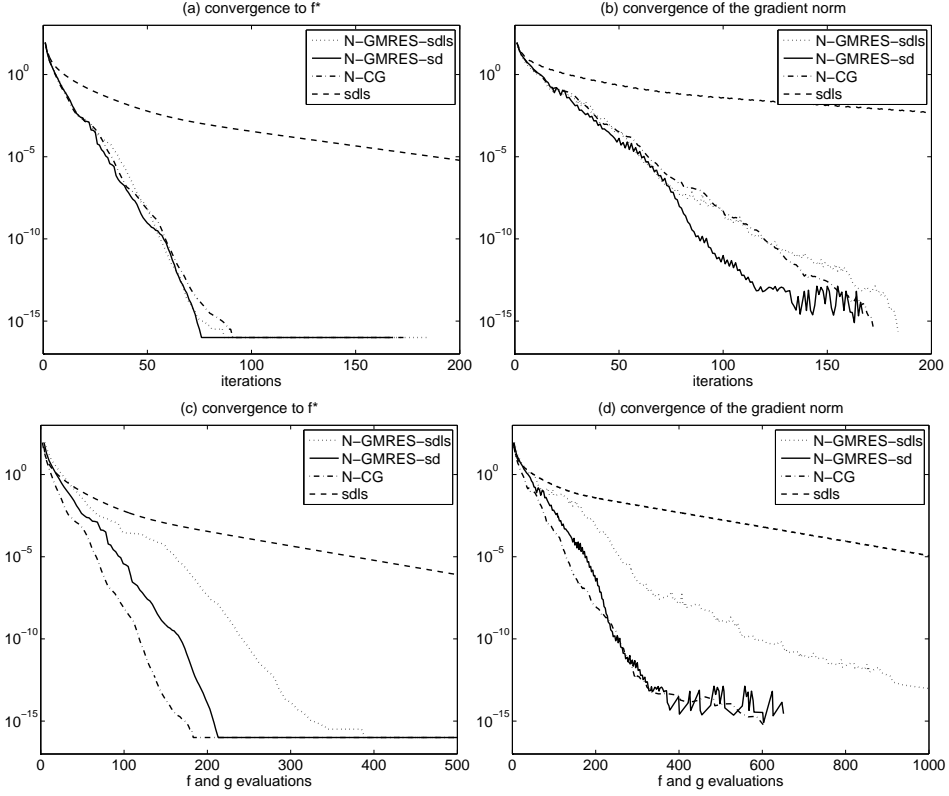 (a) convergence to f*
10^0
10^−5
10^−10
10^−15
0 50 100 150 200
iterations
N−GMRES−sdls
N−GMRES−sd
N−CG
sdls
(b) convergence of the gradient norm
10^0
10^−5
10^−10
10^−15
0 50 100 150 200
iterations
N−GMRES−sdls
N−GMRES−sd
N−CG
sdls
(c) convergence to f*
10^0
10^−5
10^−10
10^−15
0 100 200 300 400 500
f and g evaluations
N−GMRES−sdls
N−GMRES−sd
N−CG
sdls
(d) convergence of the gradient norm
10^0
10^−5
10^−10
10^−15
0 200 400 600 800 1000
f and g evaluations
N−GMRES−sdls
N−GMRES−sd
N−CG
sdls